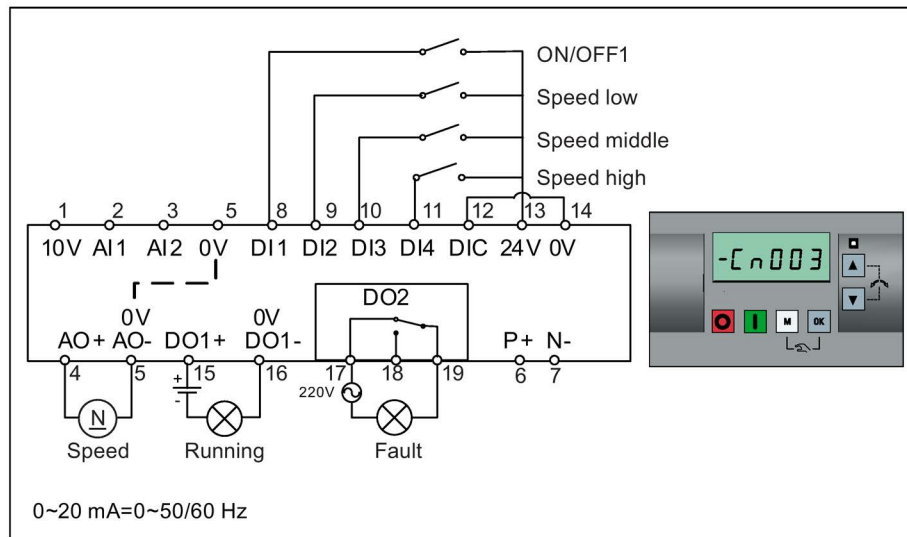 ON/OFF1
Speed low
Speed middle
Speed high
1 2 3 5 8 9 10 11 12 13 14
10V AI1 AI2 0V DI1 DI2 DI3 DI4 DIC 24V 0V
-Cn003
DO2
0V 0V
AO+ AO- DO1+ DO1- P+ N-
M OK
4 5 15 16 17 18 19 6 7
+
-
220V
N
Speed Running Fault
0~20 mA=0~50/60 Hz